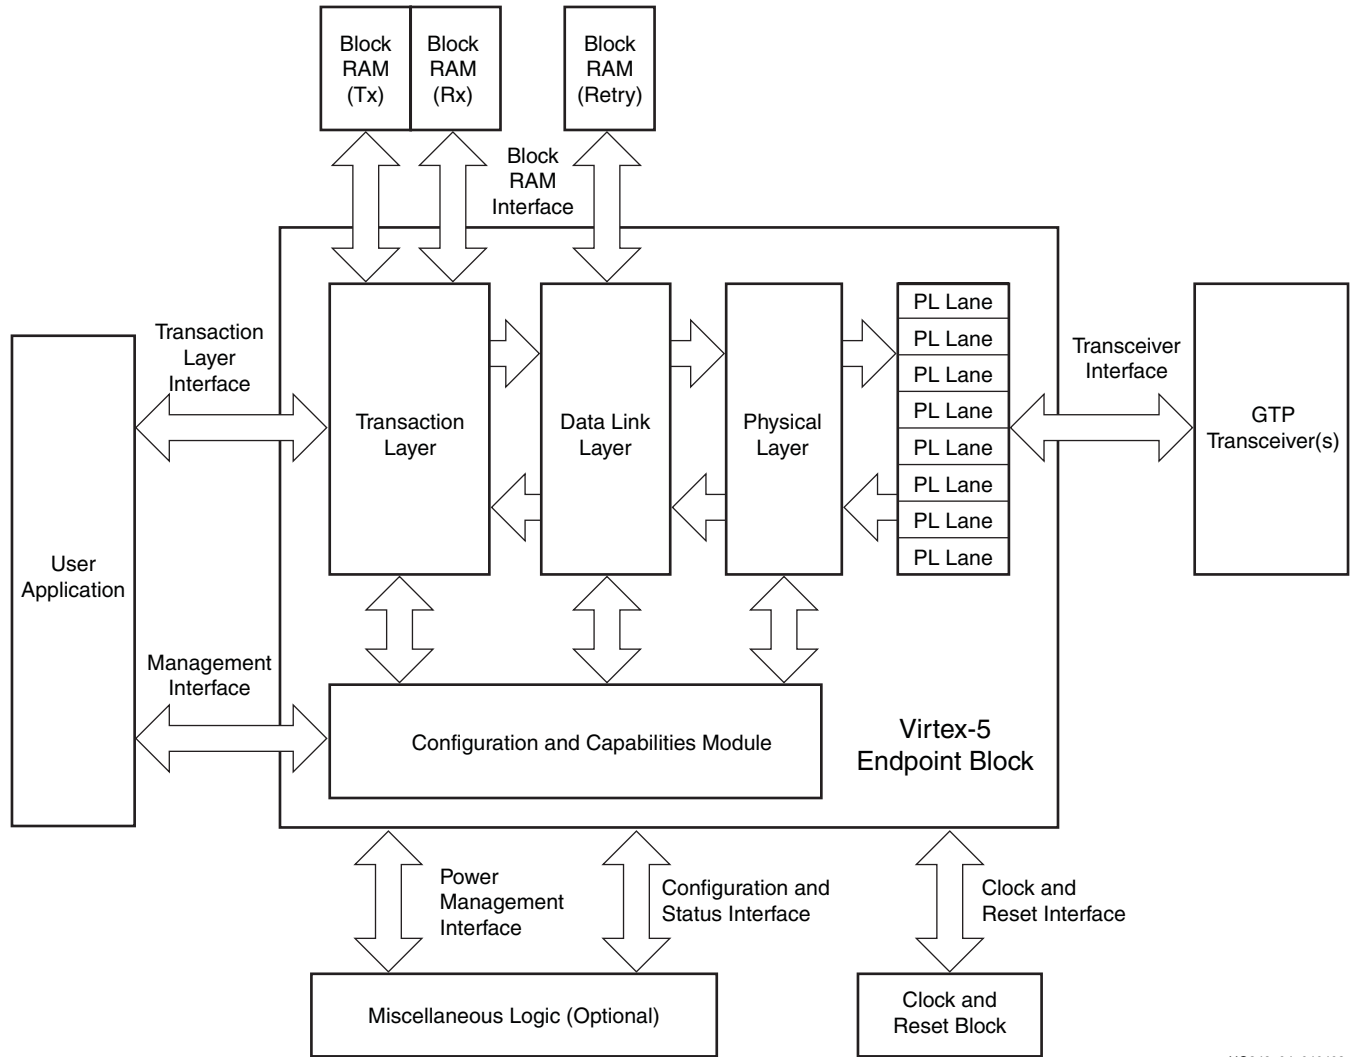 Block
RAM
(Tx)
Block
RAM
(Rx)
Block
RAM
(Retry)
Block
RAM
Interface
Transaction
Layer
Interface
Transaction
Layer
Data Link
Layer
Physical
Layer
PL Lane
PL Lane
PL Lane
PL Lane
PL Lane
PL Lane
PL Lane
PL Lane
Transceiver
Interface
GTP
Transceiver(s)
User
Application
Management
Interface
Configuration and Capabilities Module
Virtex-5
Endpoint Block
Power
Management
Interface
Configuration and
Status Interface
Clock and
Reset Interface
Miscellaneous Logic (Optional)
Clock and
Reset Block